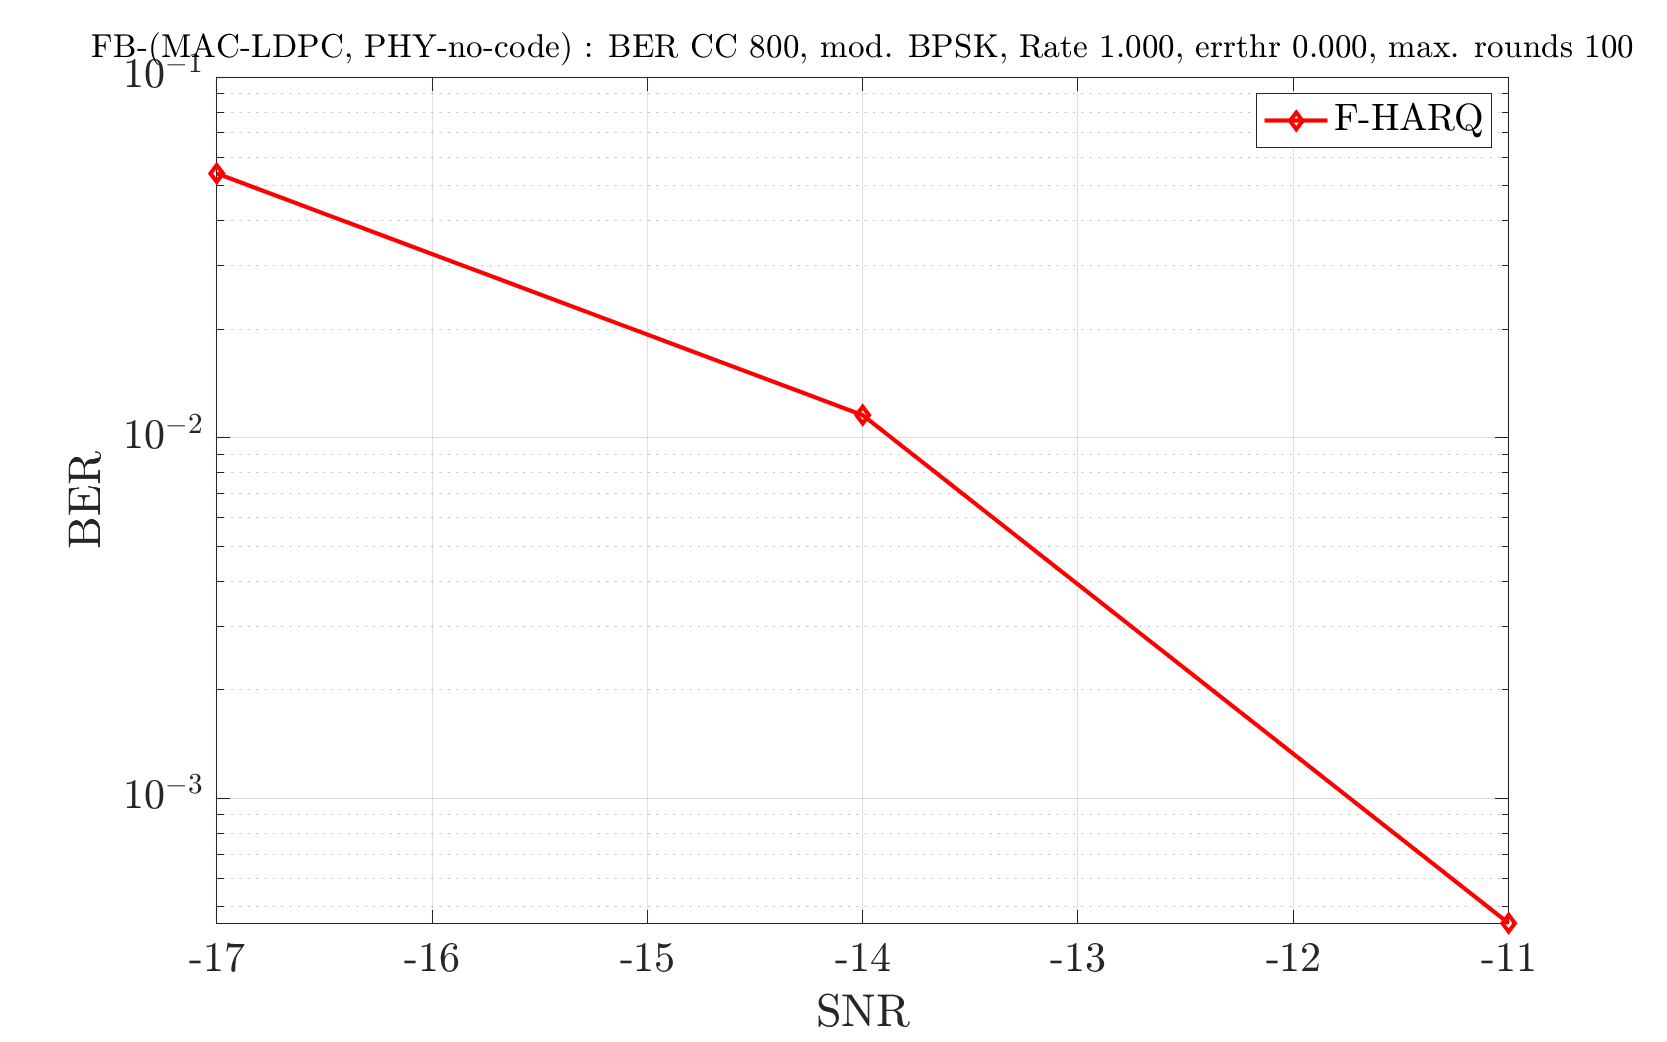 FB-(MAC-LDPC, PHY-no-code) : BER CC 800, mod. BPSK, Rate 1.000, errthr 0.000, max. rounds 100
10⁻¹
F-HARQ
10⁻²
BER
10⁻³
-17 -16 -15 -14 -13 -12 -11
SNR